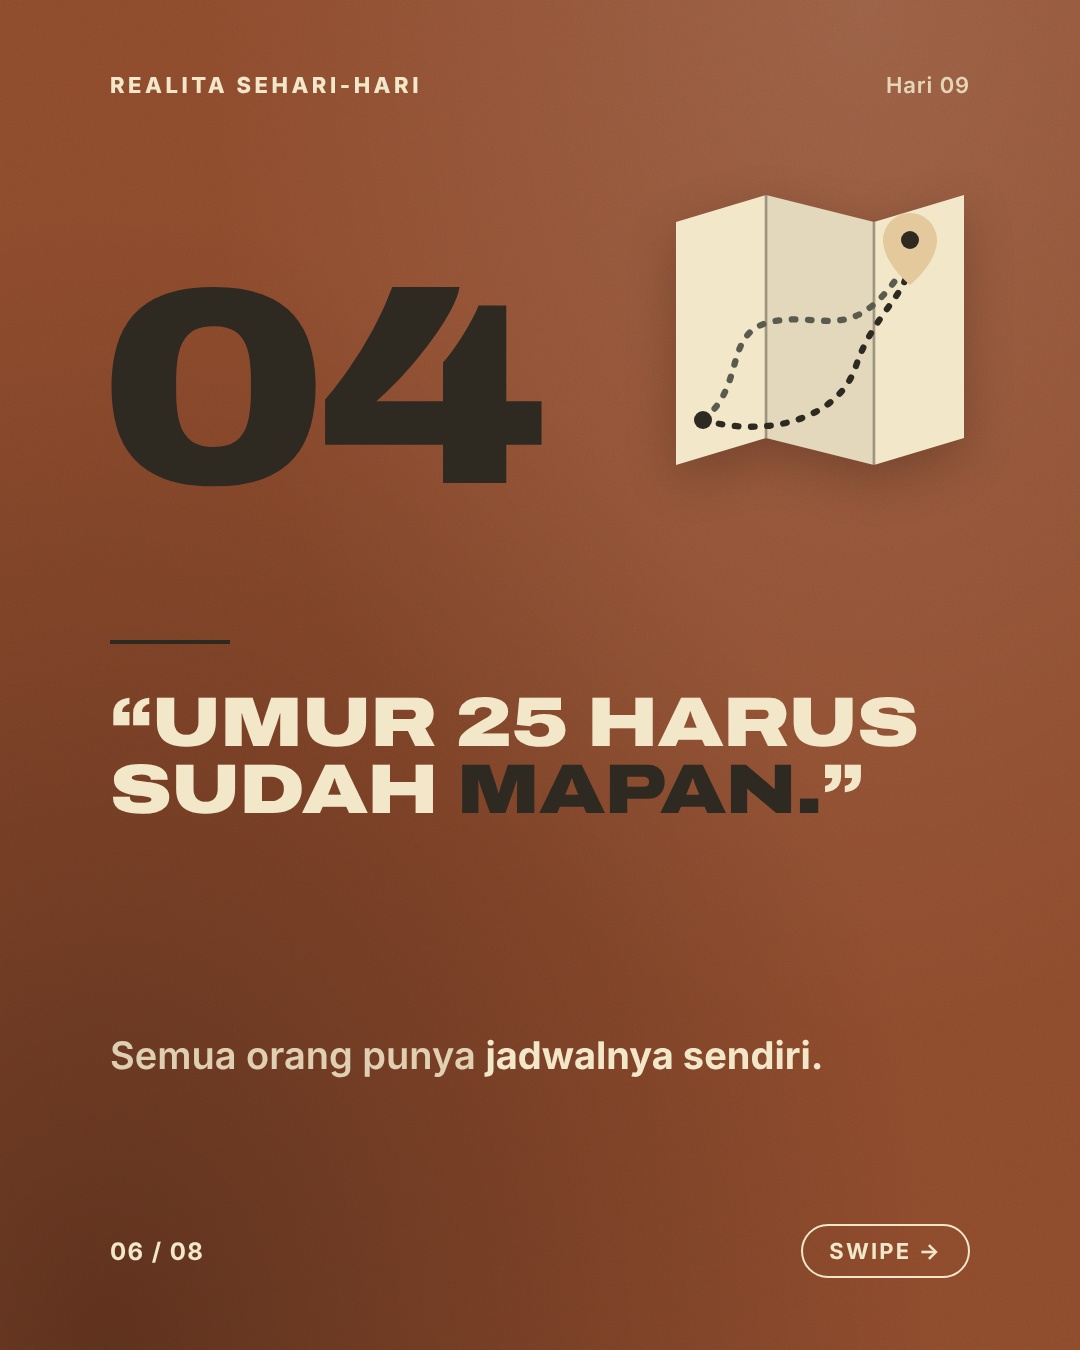 REALITA SEHARI-HARI
Hari 09
04
“UMUR 25 HARUS
SUDAH MAPAN.”
Semua orang punya jadwalnya sendiri.
06 / 08
SWIPE →